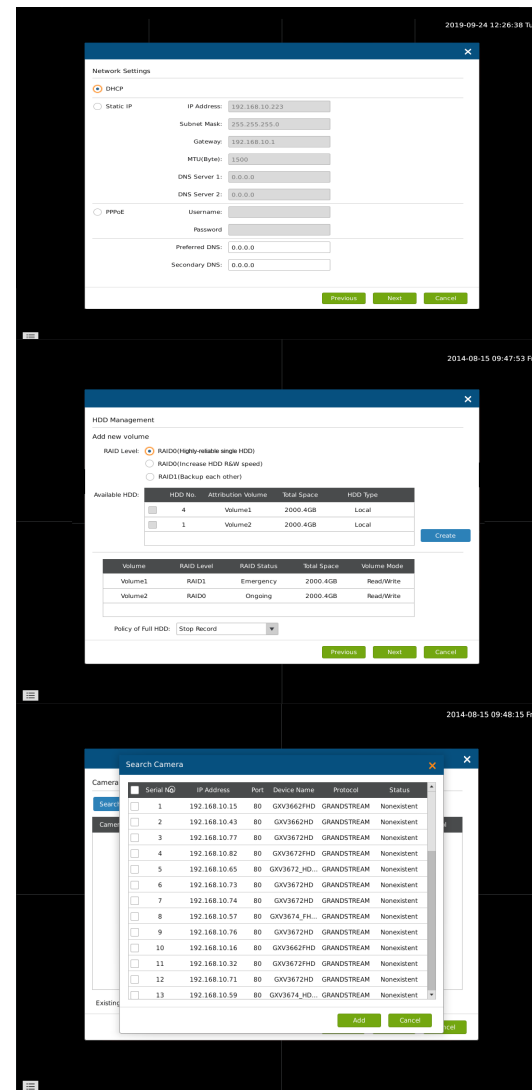 2019-09-24 12:26:38 Tu
Network Settings
DHCP
Static IP
IP Address: 192.168.10.223
Subnet Mask: 255.255.255.0
Gateway: 192.168.10.1
MTU(Byte): 1500
DNS Server 1: 0.0.0.0
DNS Server 2: 0.0.0.0
PPPoE
Username:
Password
Preferred DNS: 0.0.0.0
Secondary DNS: 0.0.0.0
Previous Next Cancel
2014-08-15 09:47:53 Fr
HDD Management
Add new volume
RAID Level: RAID0(Highly-reliable single HDD)
RAID0(Increase HDD R&W speed)
RAID1(Backup each other)
Available HDD: HDD No. Attribution Volume Total Space HDD Type
4 Volume1 2000.4GB Local
1 Volume2 2000.4GB Local
Create
Volume RAID Level RAID Status Total Space Volume Mode
Volume1 RAID1 Emergency 2000.4GB Read/Write
Volume2 RAID0 Ongoing 2000.4GB Read/Write
Policy of Full HDD: Stop Record
Previous Next Cancel
2014-08-15 09:48:15 Fr
Search Camera
Camera
Search
Came
Serial No IP Address Port Device Name Protocol Status
1 192.168.10.15 80 GXV3662FHD GRANDSTREAM Nonexistent
2 192.168.10.43 80 GXV3662HD GRANDSTREAM Nonexistent
3 192.168.10.77 80 GXV3672HD GRANDSTREAM Nonexistent
4 192.168.10.82 80 GXV3672FHD GRANDSTREAM Nonexistent
5 192.168.10.65 80 GXV3672_HD... GRANDSTREAM Nonexistent
6 192.168.10.73 80 GXV3672HD GRANDSTREAM Nonexistent
7 192.168.10.74 80 GXV3672HD GRANDSTREAM Nonexistent
8 192.168.10.57 80 GXV3674_FH... GRANDSTREAM Nonexistent
9 192.168.10.76 80 GXV3672HD GRANDSTREAM Nonexistent
10 192.168.10.16 80 GXV3662FHD GRANDSTREAM Nonexistent
11 192.168.10.32 80 GXV3672FHD GRANDSTREAM Nonexistent
12 192.168.10.71 80 GXV3672HD GRANDSTREAM Nonexistent
13 192.168.10.59 80 GXV3674_HD... GRANDSTREAM Nonexistent
Existing
Add Cancel
ncel